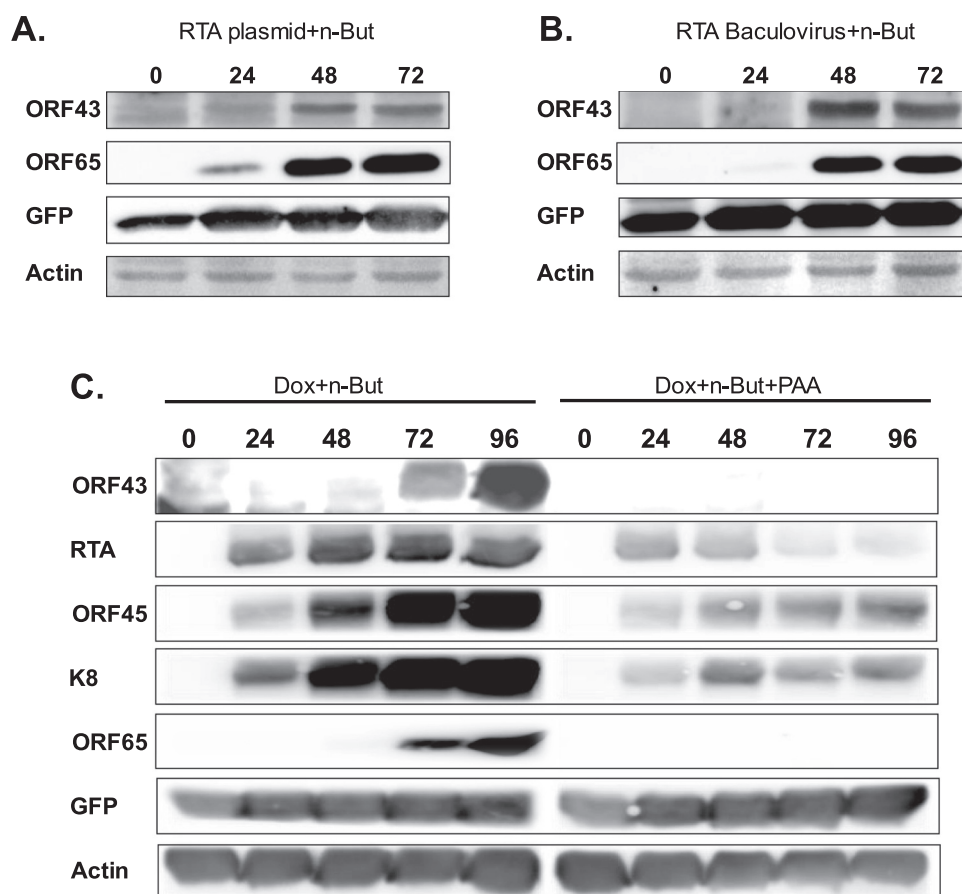 A.
RTA plasmid+n-But
0 24 48 72
ORF43
ORF65
GFP
Actin
B.
RTA Baculovirus+n-But
0 24 48 72
ORF43
ORF65
GFP
Actin
C.
Dox+n-But Dox+n-But+PAA
0 24 48 72 96 0 24 48 72 96
ORF43
RTA
ORF45
K8
ORF65
GFP
Actin